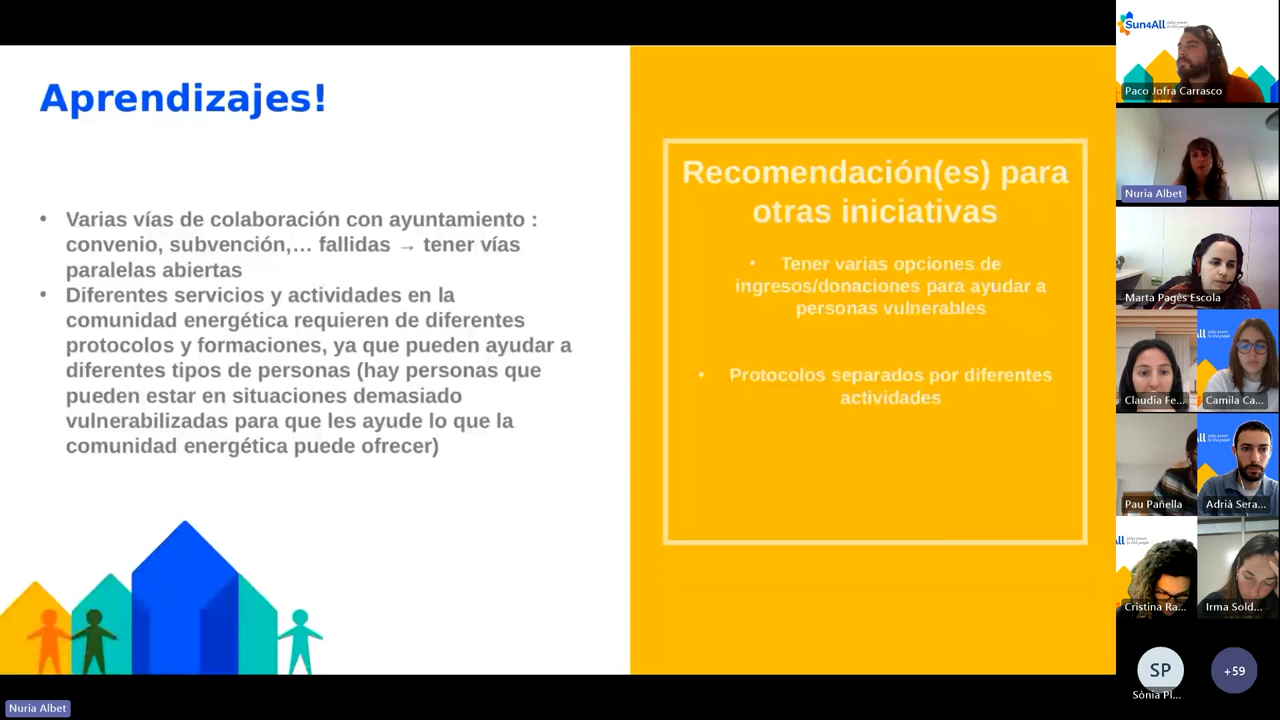 Aprendizajes!
• Varias vías de colaboración con ayuntamiento :
convenio, subvención,... fallidas → tener vías
paralelas abiertas
• Diferentes servicios y actividades en la
comunidad energética requieren de diferentes
protocolos y formaciones, ya que pueden ayudar a
diferentes tipos de personas (hay personas que
pueden estar en situaciones demasiado
vulnerabilizadas para que les ayude lo que la
comunidad energética puede ofrecer)
Recomendación(es) para
otras iniciativas
• Tener varias opciones de
ingresos/donaciones para ayudar a
personas vulnerables
• Protocolos separados por diferentes
actividades
Sun4All
Paco Jofra Carrasco
Nuria Albet
Marta Pagès Escola
Claudia Fe...
Camila Ca...
Pau Pañella
Adrià Sera...
Cristina Ra...
Irma Sold...
SP
Sònia Pl...
+59
Nuria Albet